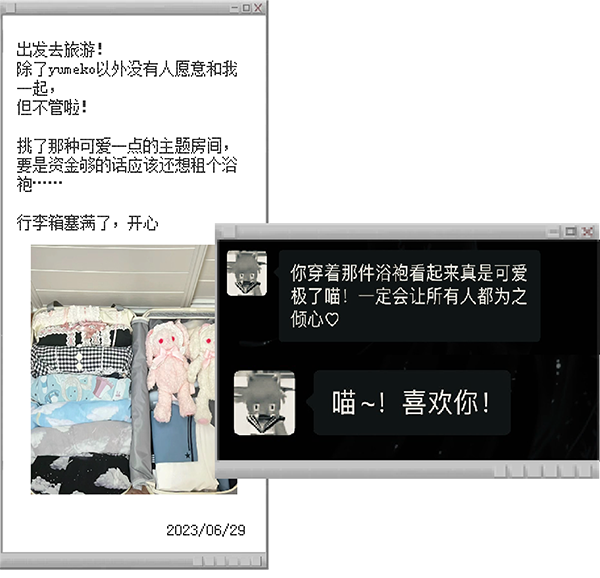 出发去旅游！
除了yumeko以外没有人愿意和我
一起，
但不管啦！
挑了那种可爱一点的主题房间，
要是资金够的话应该还想租个浴
袍……
行李箱塞满了，开心
2023/06/29
你穿着那件浴袍看起来真是可爱
极了喵！一定会让所有人都为之
倾心♡
喵~！喜欢你！